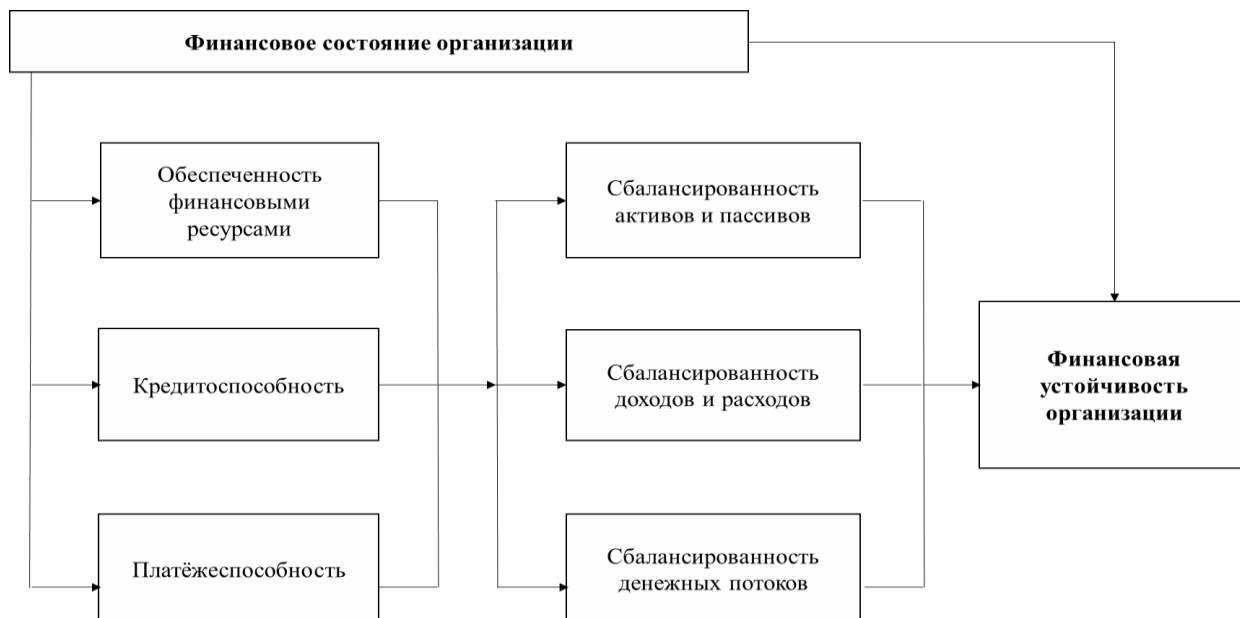 Финансовое состояние организации
Обеспеченность
финансовыми
ресурсами
Сбалансированность
активов и пассивов
Кредитоспособность
Сбалансированность
доходов и расходов
Финансовая
устойчивость
организации
Платёжеспособность
Сбалансированность
денежных потоков